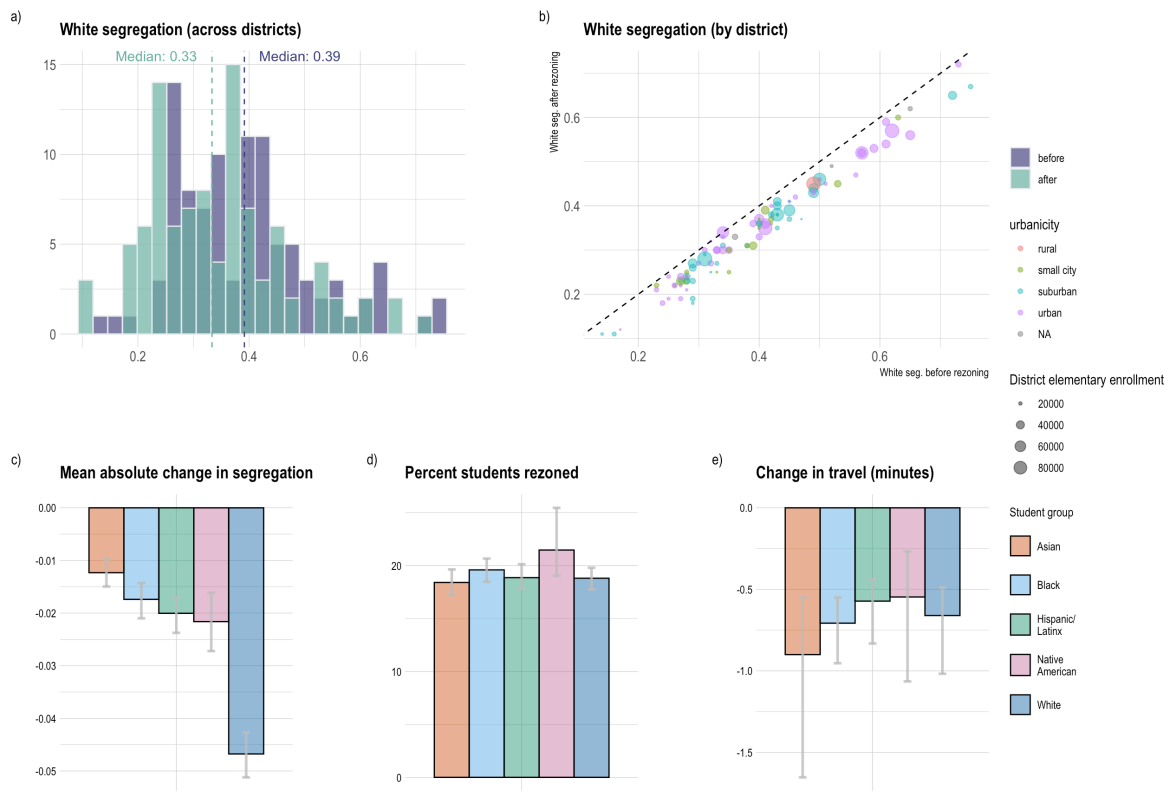 a)
White segregation (across districts)
Median: 0.33
Median: 0.39
15
10
5
0
0.2
0.4
0.6
b)
White segregation (by district)
White seg. after rezoning
0.6
0.4
0.2
0.2
0.4
0.6
White seg. before rezoning
before
after
urbanicity
rural
small city
suburban
urban
NA
District elementary enrollment
20000
40000
60000
80000
c)
Mean absolute change in segregation
0.00
-0.01
-0.02
-0.03
-0.04
-0.05
d)
Percent students rezoned
20
10
0
e)
Change in travel (minutes)
0.0
-0.5
-1.0
-1.5
Student group
Asian
Black
Hispanic/
Latinx
Native
American
White